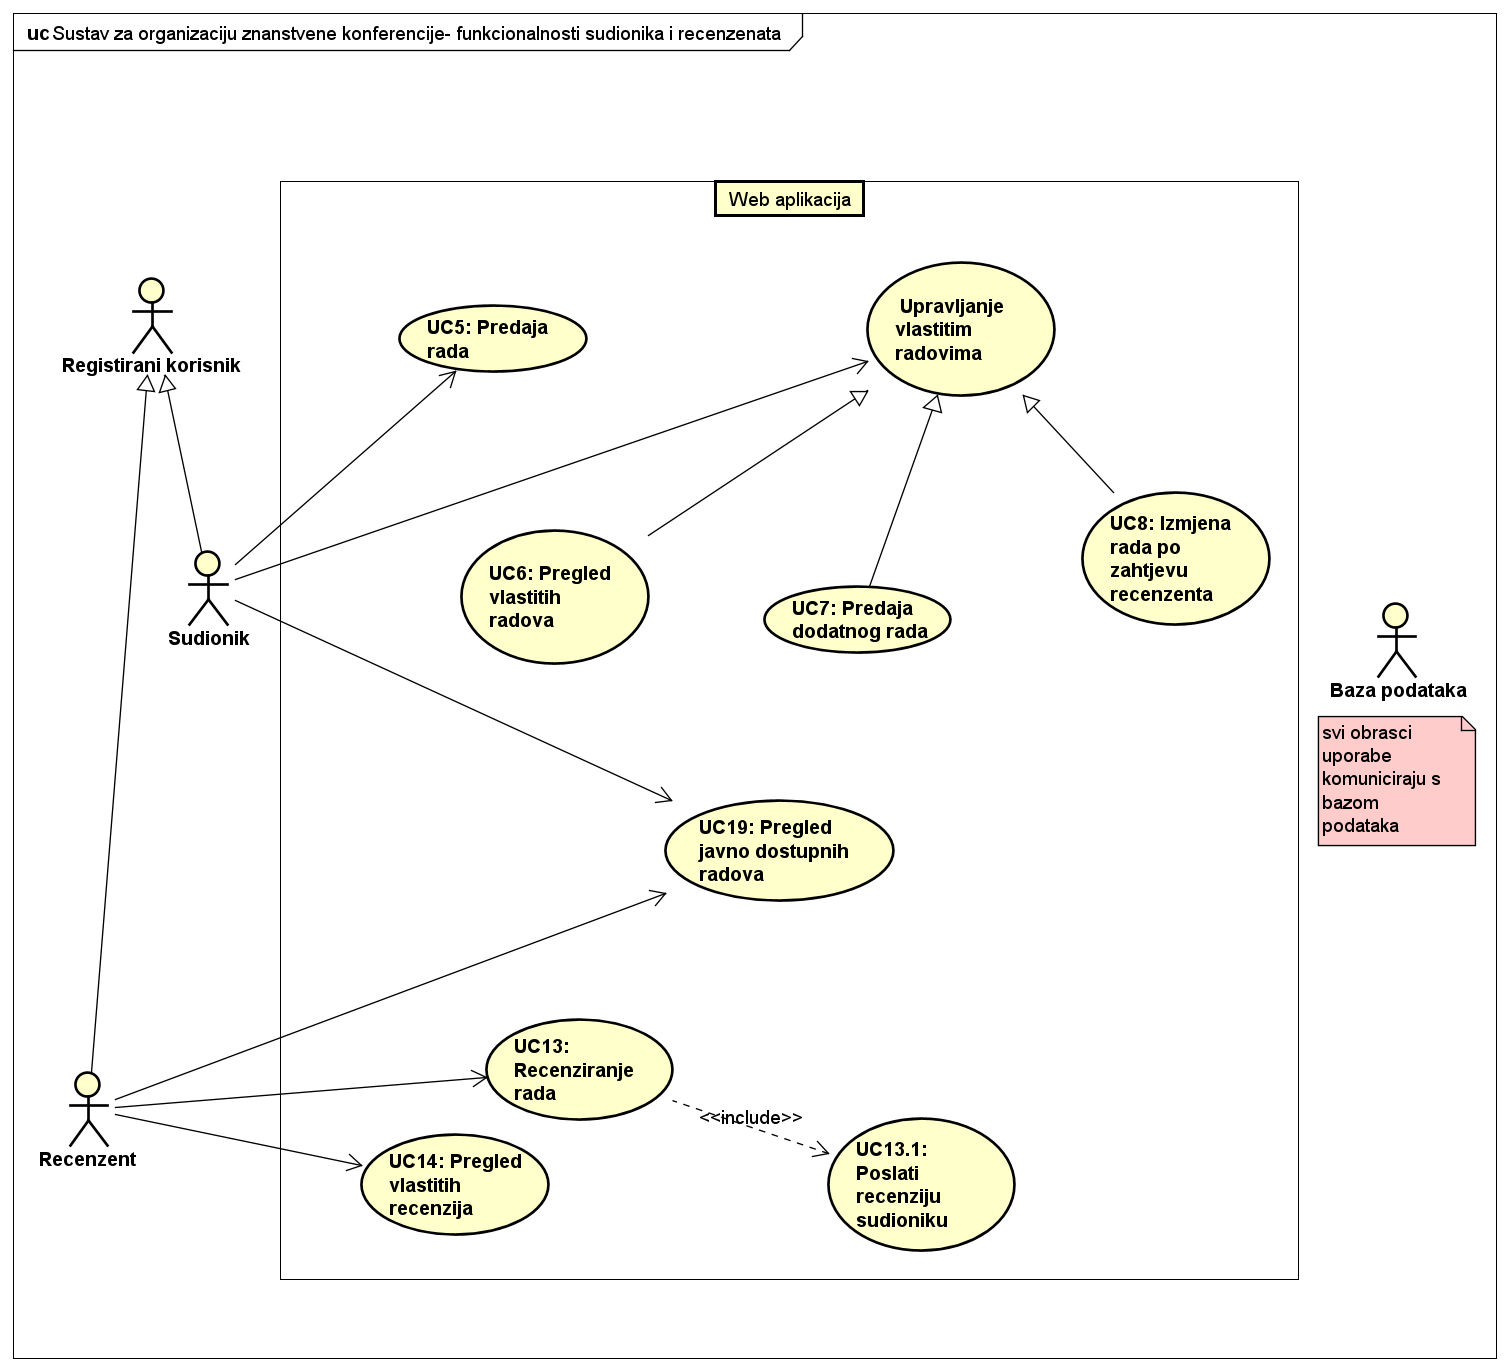 uc Sustav za organizaciju znanstvene konferencije- funkcionalnosti sudionika i recenzenata
Web aplikacija
Registirani korisnik
UC5: Predaja
rada
Upravljanje
vlastitim
radovima
Sudionik
UC6: Pregled
vlastitih
radova
UC7: Predaja
dodatnog rada
UC8: Izmjena
rada po
zahtjevu
recenzenta
Baza podataka
svi obrasci
uporabe
komuniciraju s
bazom
podataka
UC19: Pregled
javno dostupnih
radova
Recenzent
UC13:
Recenziranje
rada
<<include>>
UC14: Pregled
vlastitih
recenzija
UC13.1:
Poslati
recenziju
sudioniku